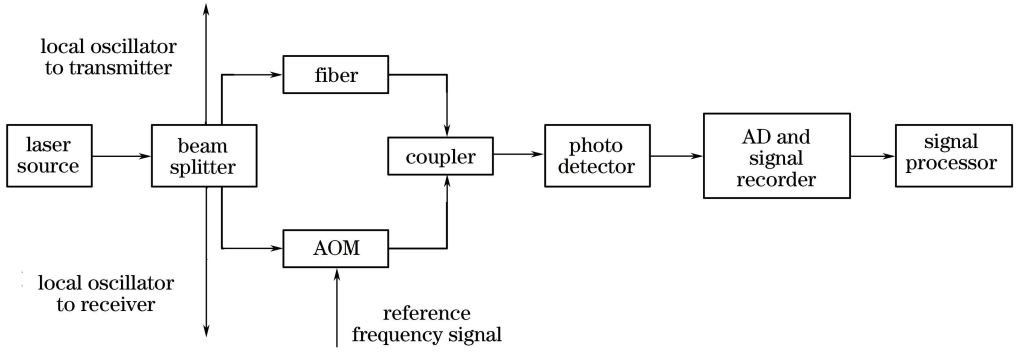 local oscillator
to transmitter
laser
source
beam
splitter
fiber
coupler
AOM
photo
detector
AD and
signal
recorder
signal
processor
local oscillator
to receiver
reference
frequency signal